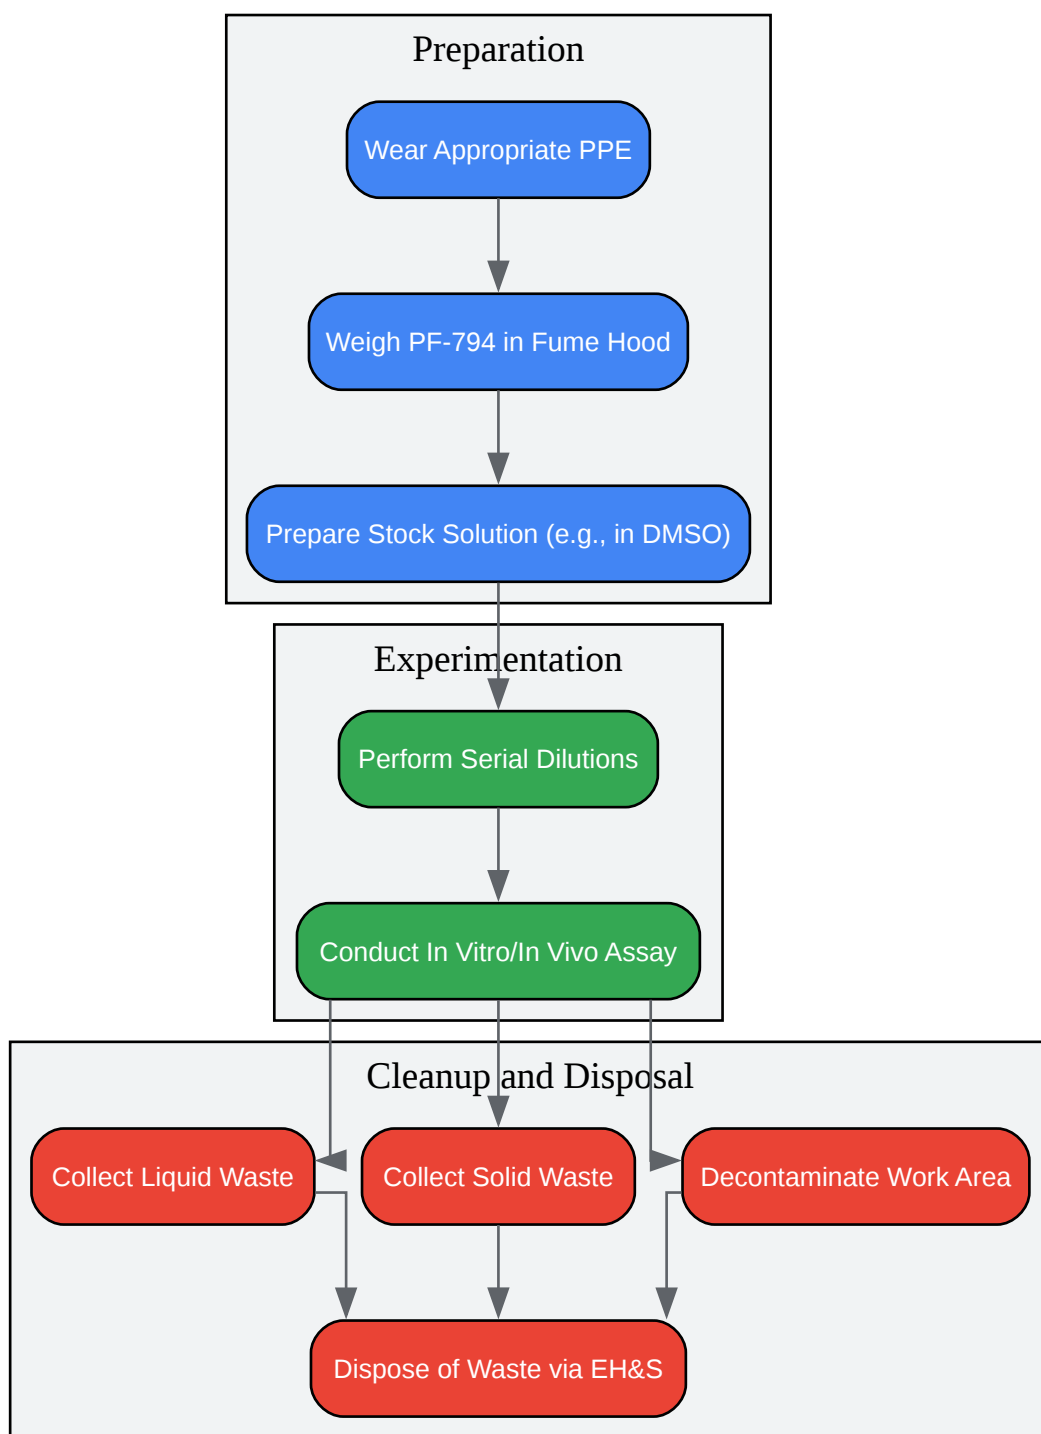 Preparation
Wear Appropriate PPE
Weigh PF-794 in Fume Hood
Prepare Stock Solution (e.g., in DMSO)
Experimentation
Perform Serial Dilutions
Conduct In Vitro/In Vivo Assay
Cleanup and Disposal
Collect Liquid Waste
Collect Solid Waste
Decontaminate Work Area
Dispose of Waste via EH&S